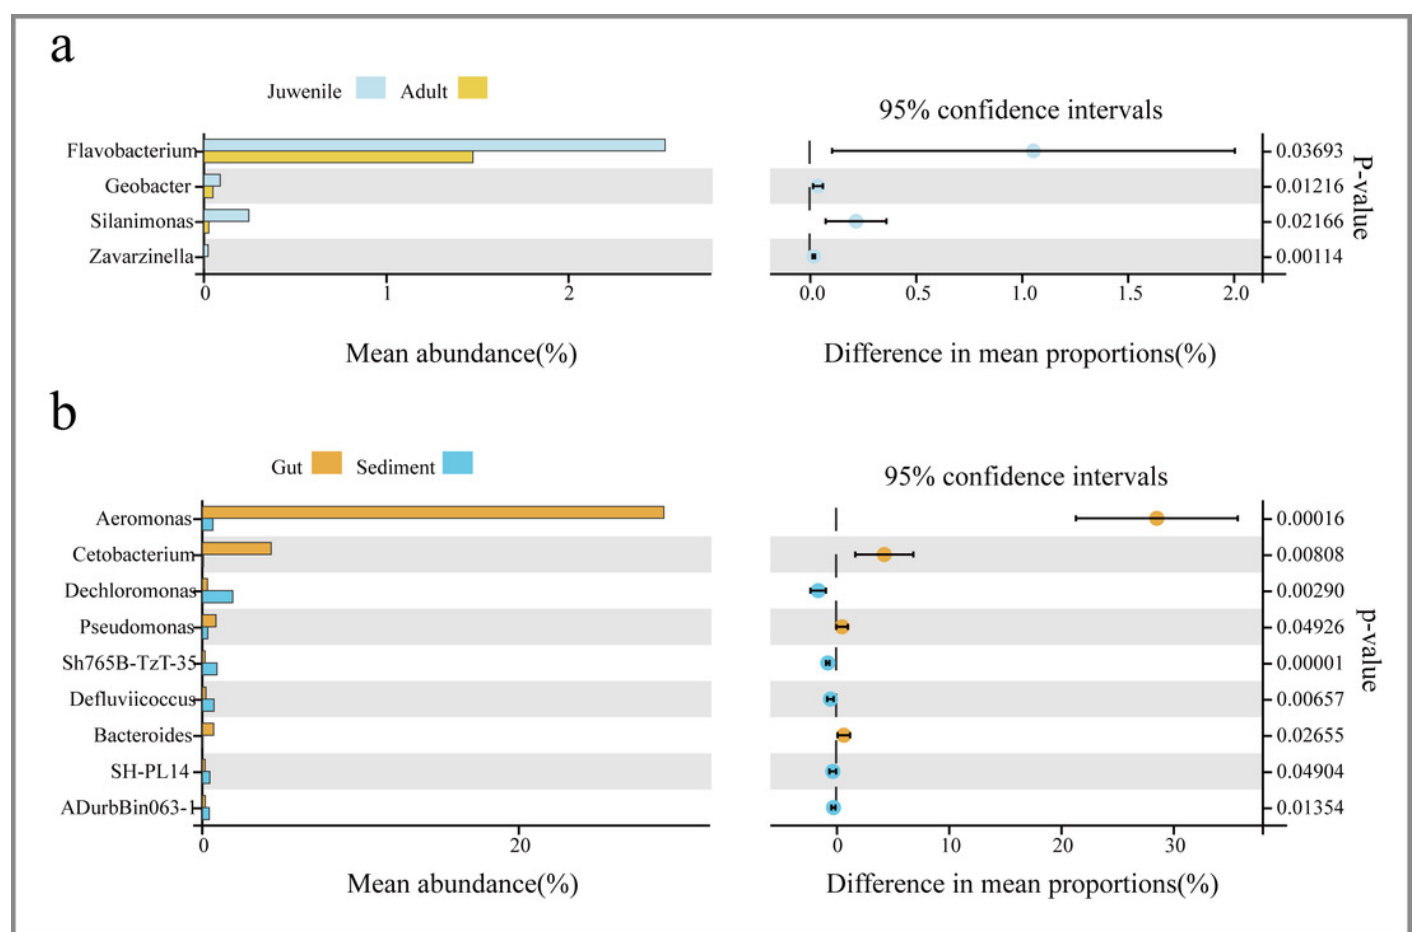 a
Juwenile Adult
95% confidence intervals
Flavobacterium 0.03693
Geobacter 0.01216
Silanimonas 0.02166
Zavarzinella 0.00114
P-value
0 1 2 0.0 0.5 1.0 1.5 2.0
Mean abundance(%) Difference in mean proportions(%)
b
Gut Sediment
95% confidence intervals
Aeromonas 0.00016
Cetobacterium 0.00808
Dechloromonas 0.00290
Pseudomonas 0.04926
Sh765B-TzT-35 0.00001
Defluviicoccus 0.00657
Bacteroides 0.02655
SH-PL14 0.04904
ADurbBin063-1 0.01354
p-value
0 20 0 10 20 30
Mean abundance(%) Difference in mean proportions(%)